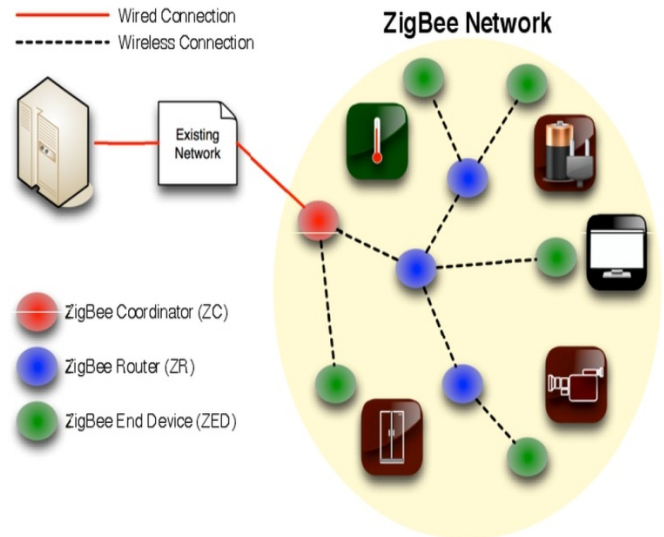 Wired Connection
Wireless Connection
ZigBee Network
Existing
Network
ZigBee Coordinator (ZC)
ZigBee Router (ZR)
ZigBee End Device (ZED)